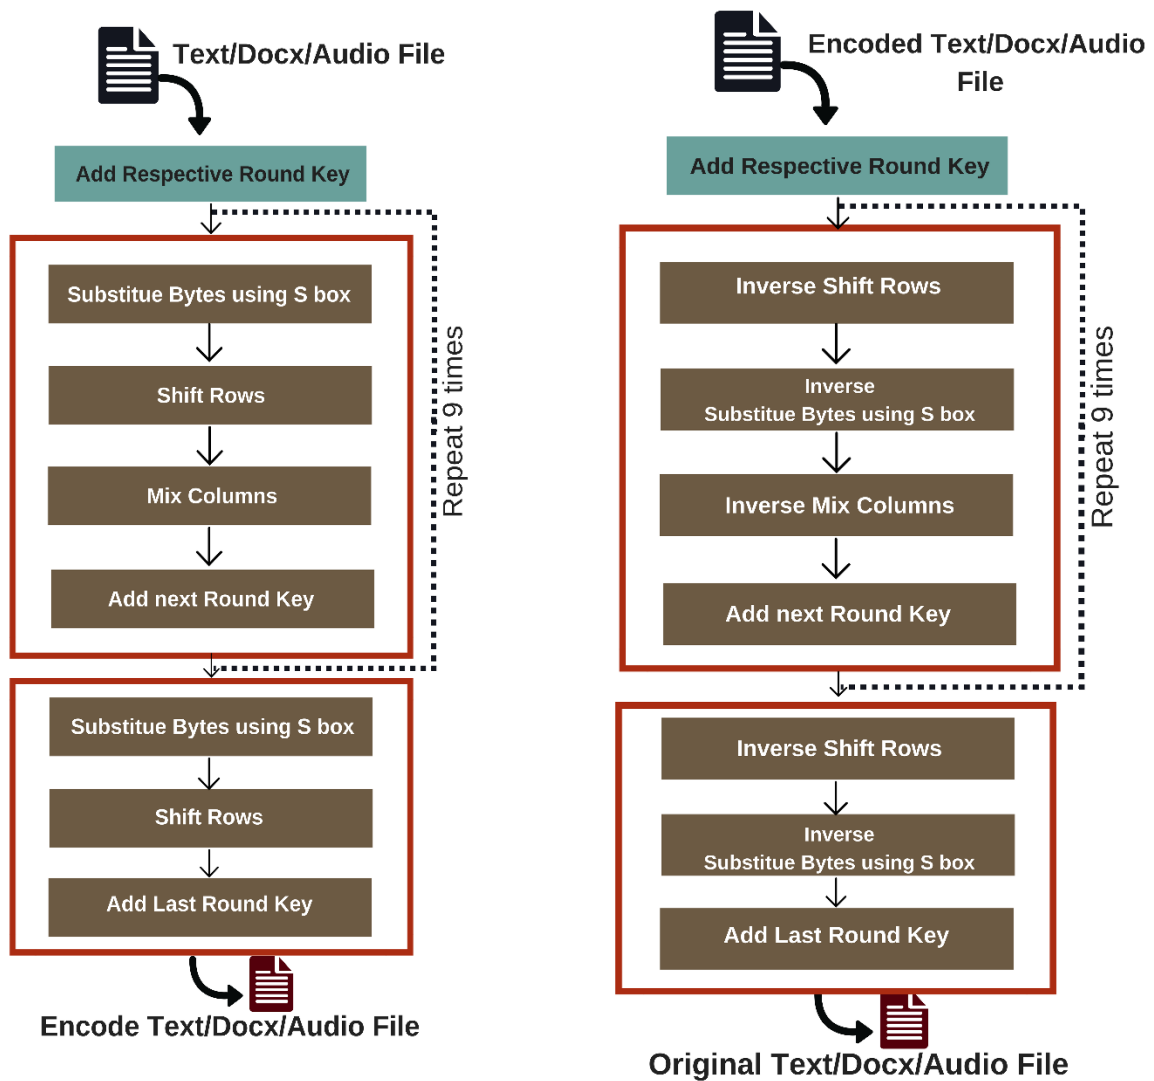 Text/Docx/Audio File
Add Respective Round Key
Substitue Bytes using S box
Shift Rows
Mix Columns
Add next Round Key
Repeat 9 times
Substitue Bytes using S box
Shift Rows
Add Last Round Key
Encode Text/Docx/Audio File
Encoded Text/Docx/Audio
File
Add Respective Round Key
Inverse Shift Rows
Inverse
Substitue Bytes using S box
Inverse Mix Columns
Add next Round Key
Repeat 9 times
Inverse Shift Rows
Inverse
Substitue Bytes using S box
Add Last Round Key
Original Text/Docx/Audio File